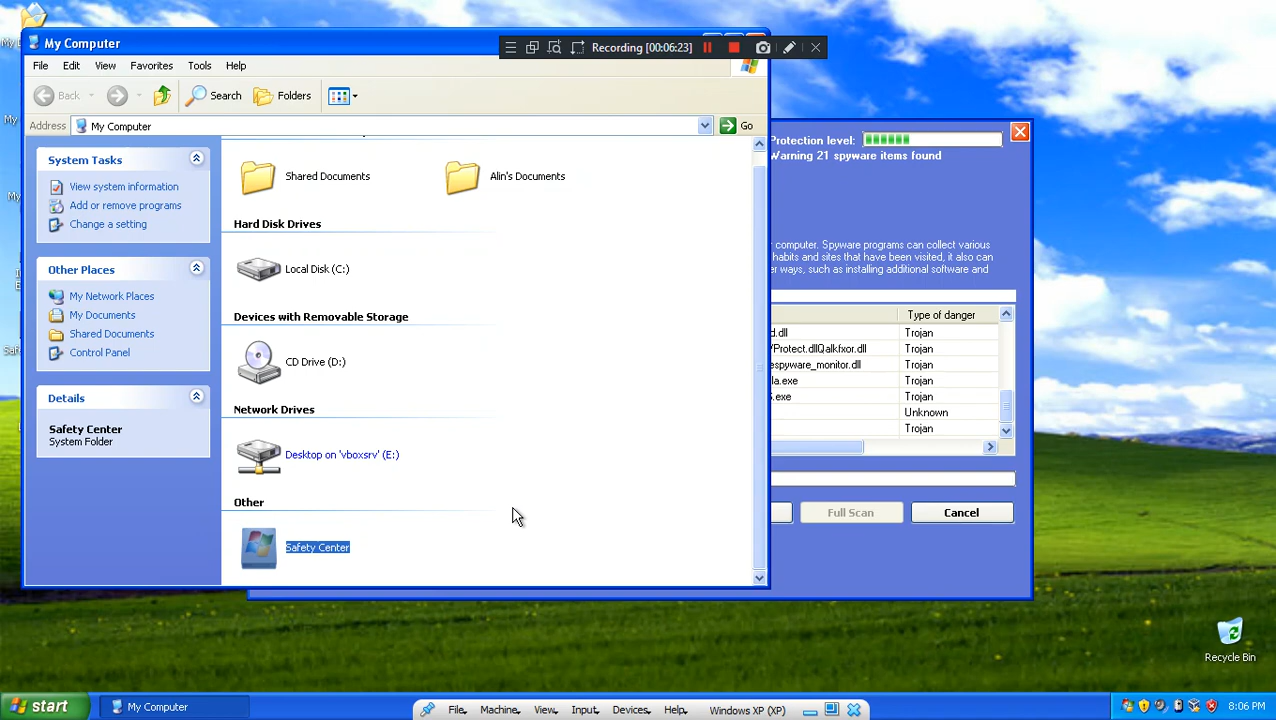 My Computer
Recording [00:06:23]
File Edit View Favorites Tools Help
Back Search Folders
Address My Computer Go
System Tasks
View system information
Add or remove programs
Change a setting
Other Places
My Network Places
My Documents
Shared Documents
Control Panel
Details
Safety Center
System Folder
Shared Documents Alin's Documents
Hard Disk Drives
Local Disk (C:)
Devices with Removable Storage
CD Drive (D:)
Network Drives
Desktop on 'vboxsrv' (E:)
Other
Safety Center
Protection level:
Warning 21 spyware items found
computer. Spyware programs can collect various
habits and sites that have been visited, it also can
er ways, such as installing additional software and
Type of danger
d.dll Trojan
/Protect.dllQalkfxor.dll Trojan
espyware_monitor.dll Trojan
la.exe Trojan
.exe Trojan
Unknown
Trojan
Full Scan Cancel
Recycle Bin
start My Computer
File Machine View Input Devices Help Windows XP (XP)
8:06 PM